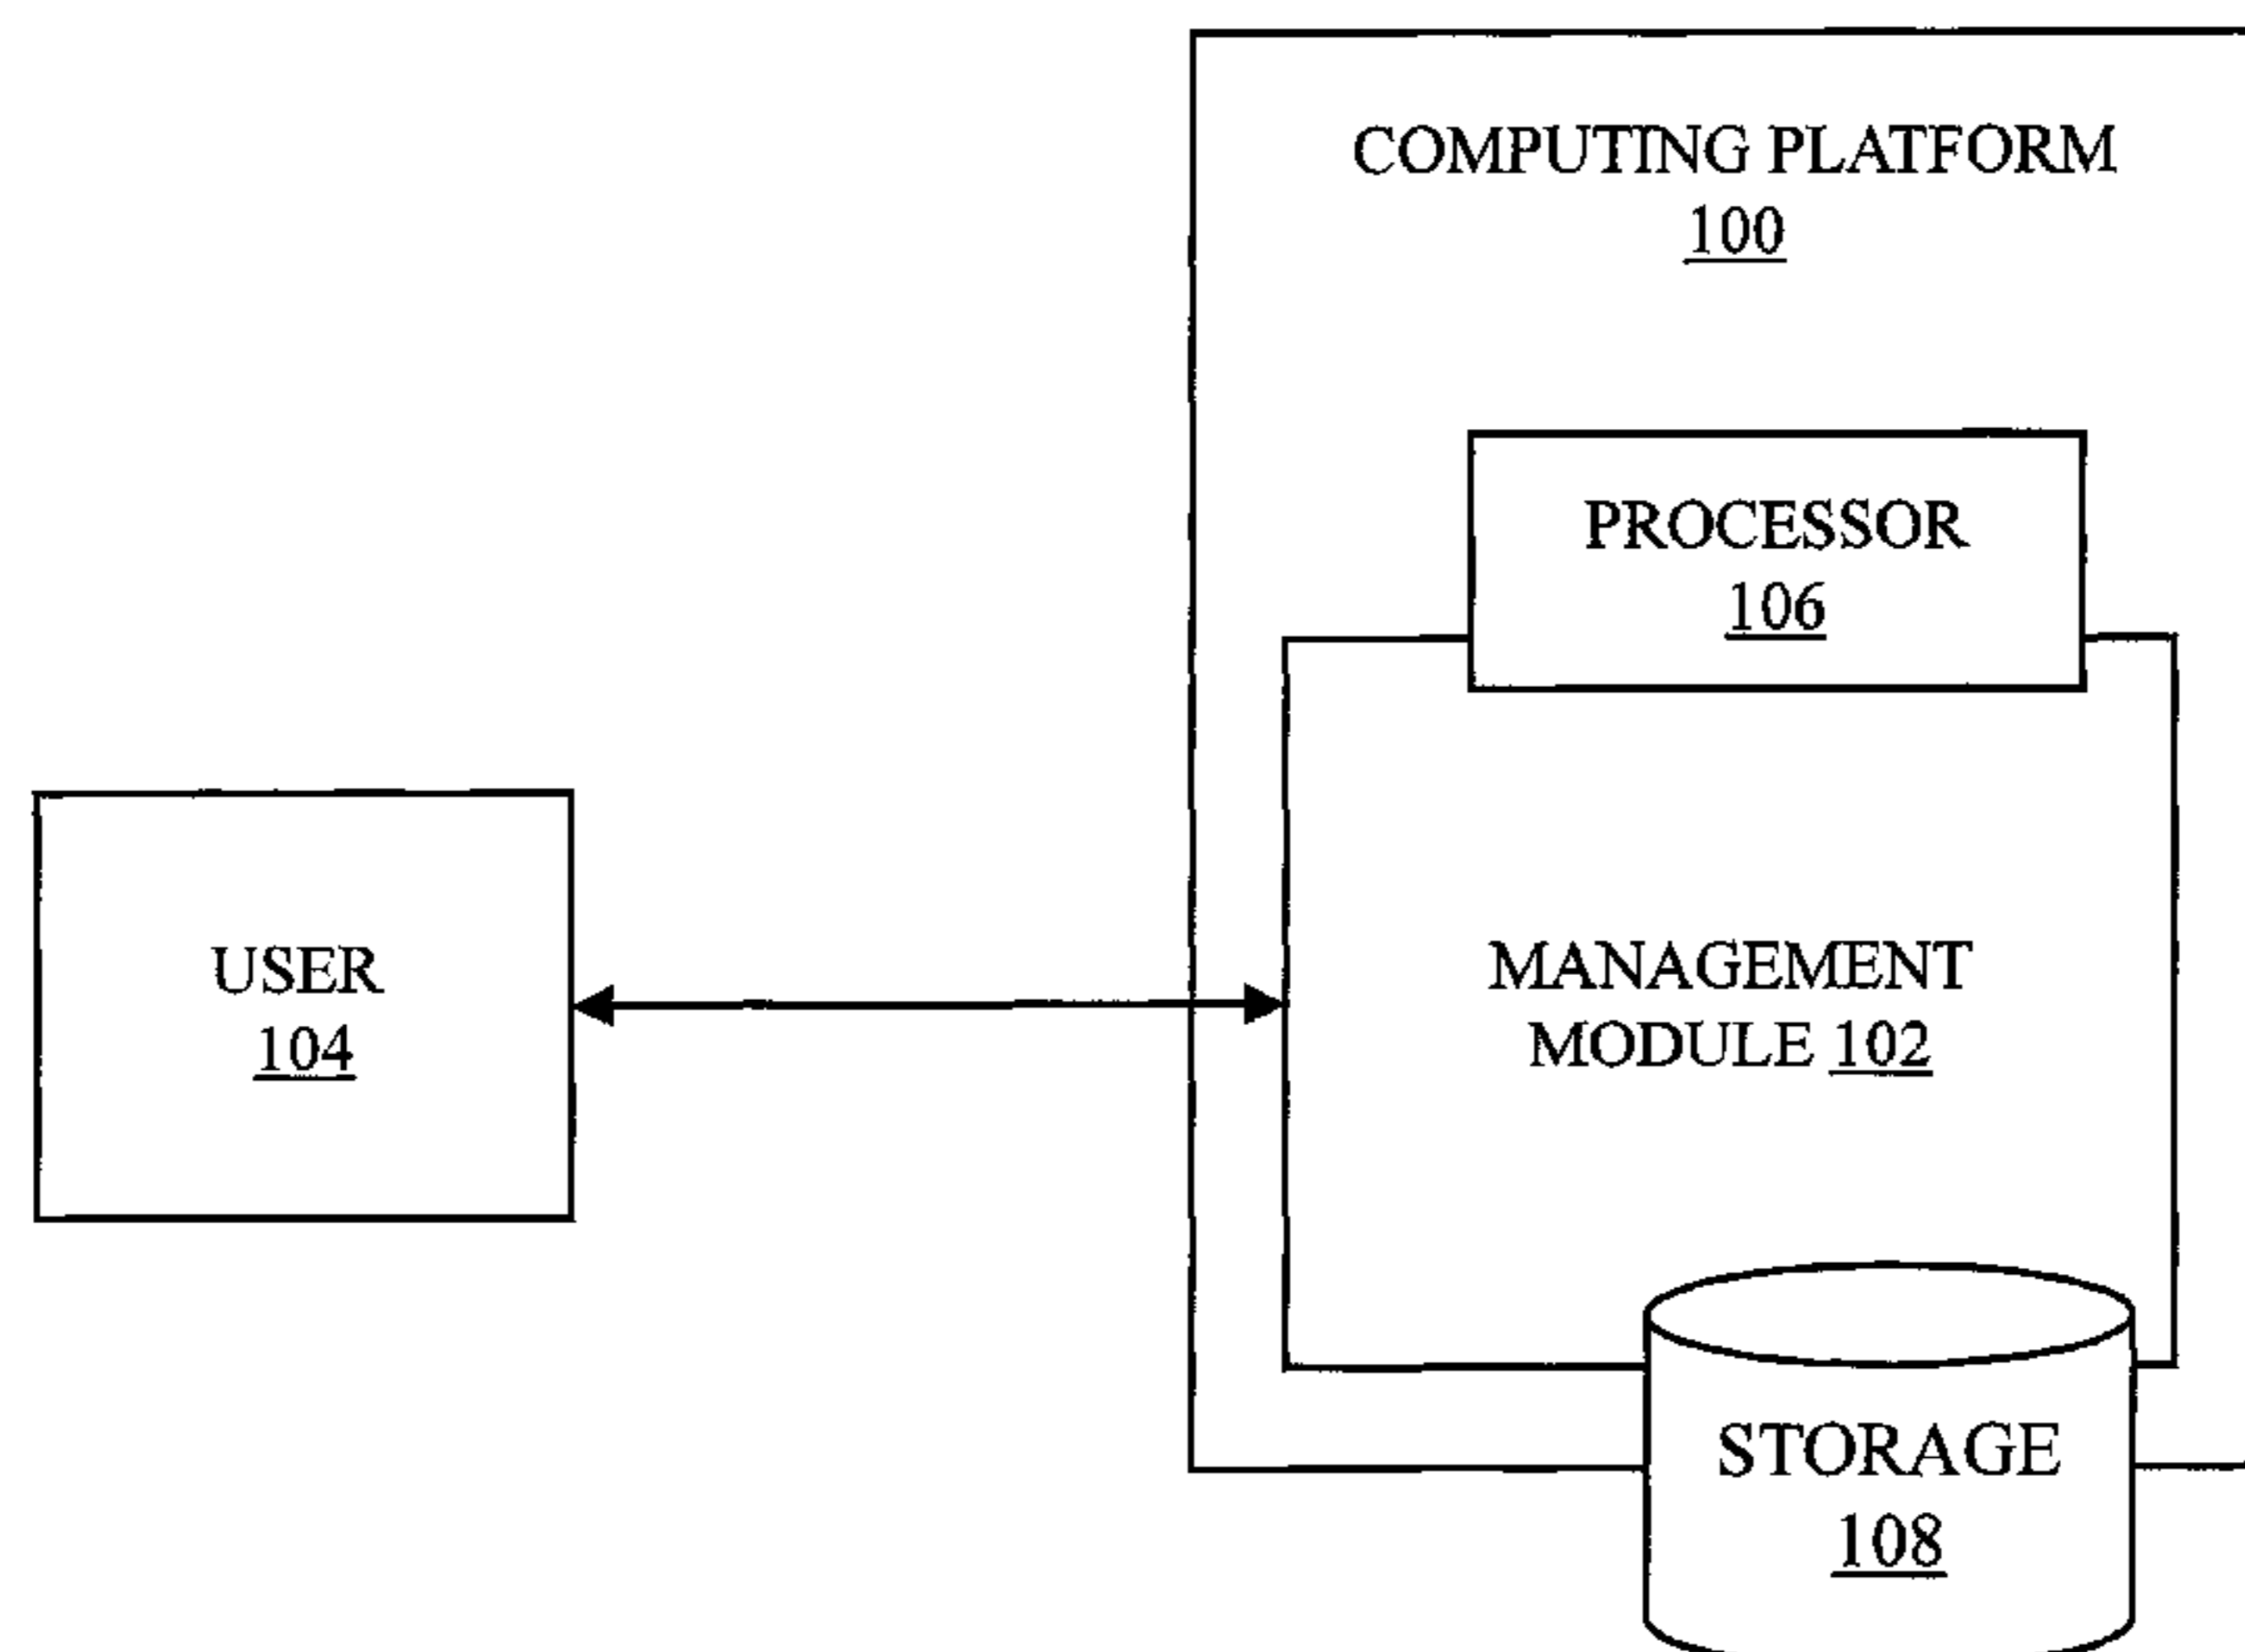 COMPUTING PLATFORM
100
PROCESSOR
106
USER
104
MANAGEMENT
MODULE 102
STORAGE
108